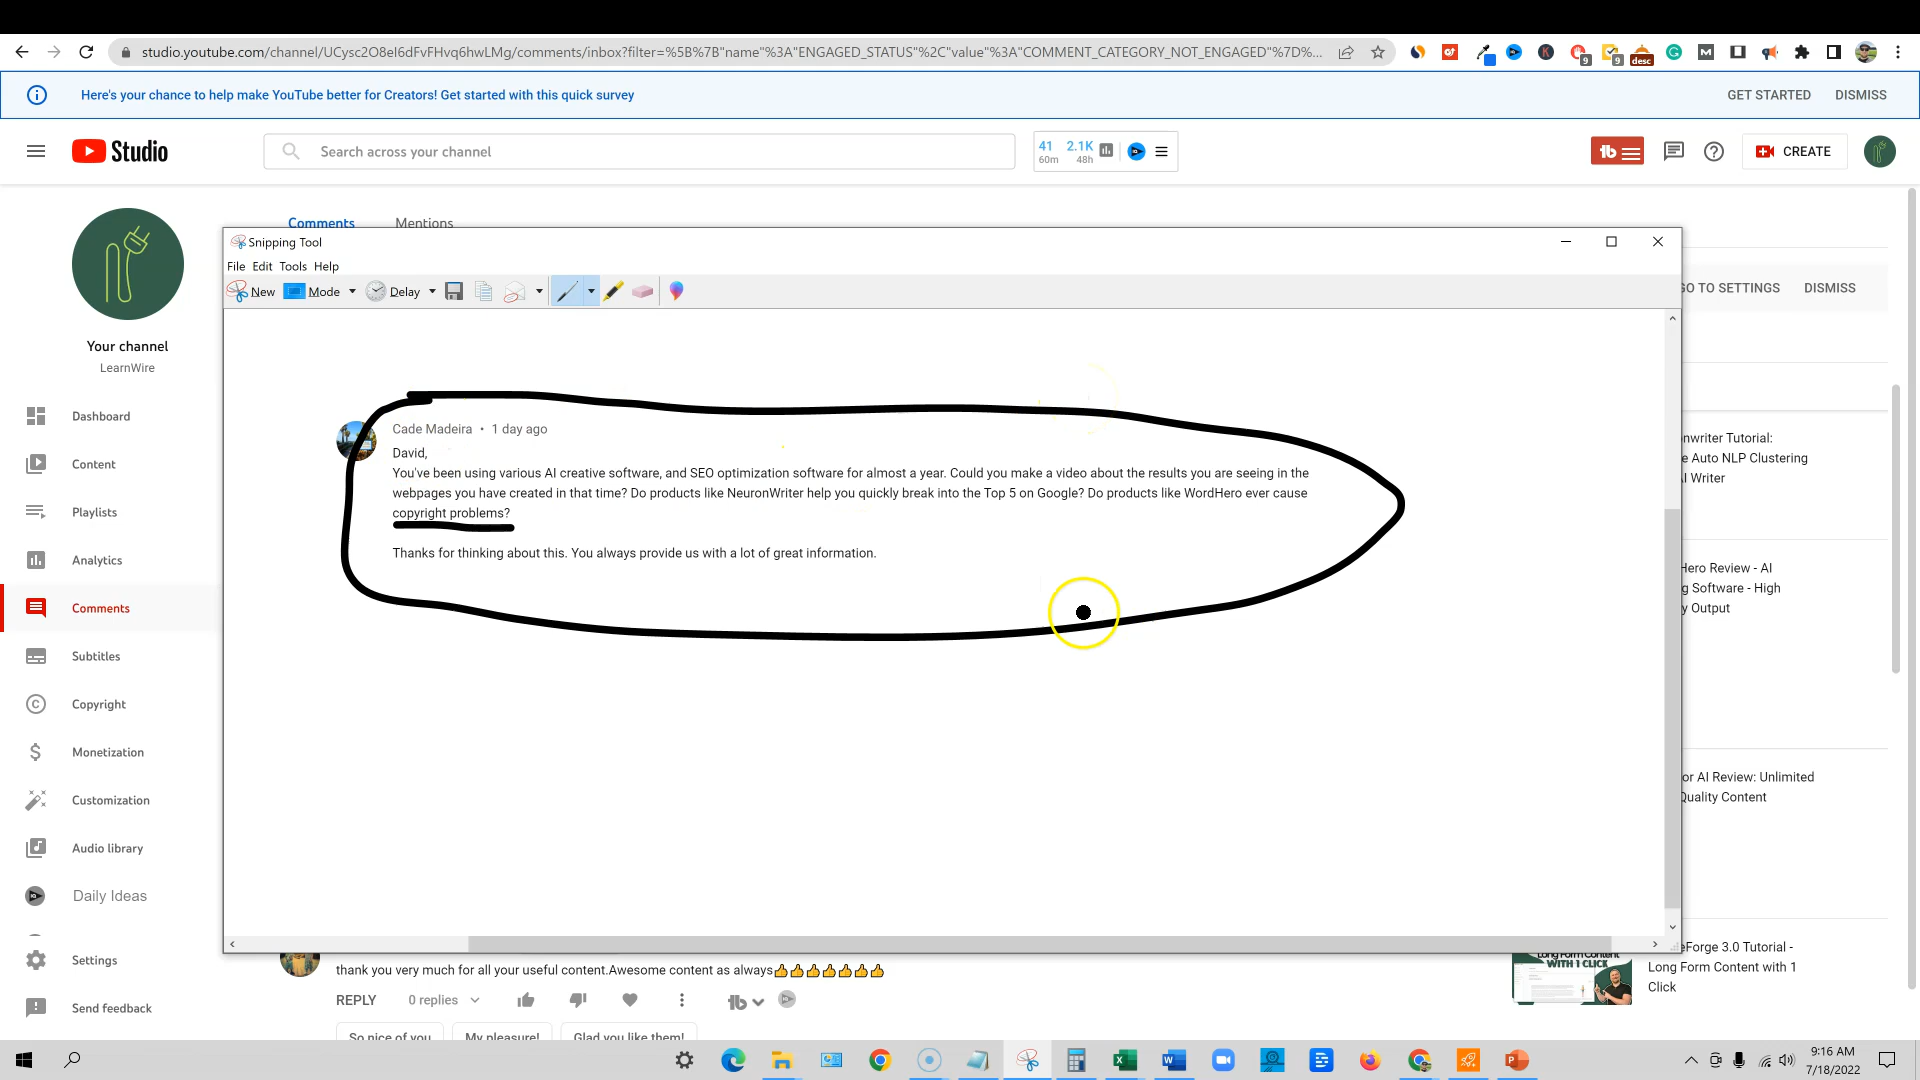 studio.youtube.com/channel/UCysc2O8eI6dFvFHvq6hwLMg/comments/inbox?filter=%5B%7B"name"%3A"ENGAGED_STATUS"%2C"value"%3A"COMMENT_CATEGORY_NOT_ENGAGED"%7D%...
9
9
desc
Here's your chance to help make YouTube better for Creators! Get started with this quick survey
GET STARTED
DISMISS
Studio
Search across your channel
41
60m
2.1K
48h
CREATE
Comments
Mentions
Snipping Tool
File Edit Tools Help
New
Mode
Delay
GO TO SETTINGS
DISMISS
Your channel
LearnWire
Dashboard
Content
Playlists
Analytics
Comments
Subtitles
Copyright
Monetization
Customization
Audio library
Daily Ideas
Settings
Send feedback
Cade Madeira • 1 day ago
David,
You've been using various AI creative software, and SEO optimization software for almost a year. Could you make a video about the results you are seeing in the
webpages you have created in that time? Do products like NeuronWriter help you quickly break into the Top 5 on Google? Do products like WordHero ever cause
copyright problems?
Thanks for thinking about this. You always provide us with a lot of great information.
nwriter Tutorial:
e Auto NLP Clustering
I Writer
Hero Review - AI
g Software - High
y Output
or AI Review: Unlimited
Quality Content
eForge 3.0 Tutorial -
Long Form Content with 1
Click
Long Form Content
WITH 1 CLICK
thank you very much for all your useful content.Awesome content as always👍👍👍👍👍👍👍
REPLY
0 replies
So nice of you
My pleasure!
Glad you like them!
9:16 AM
7/18/2022